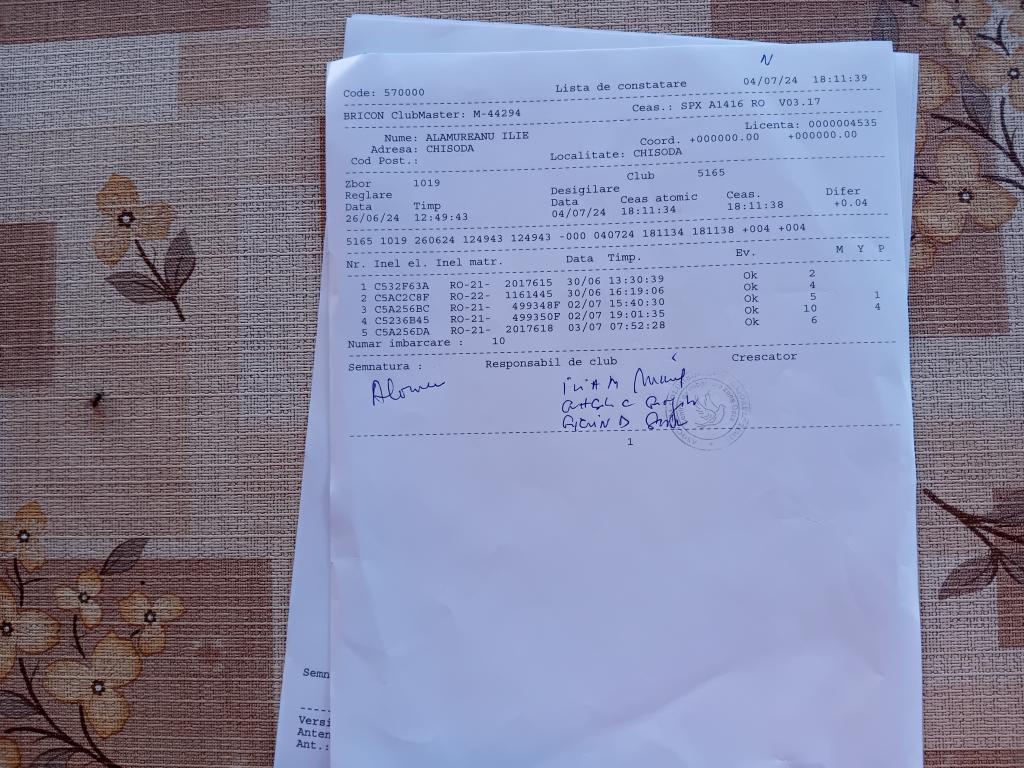 N
Code: 570000 Lista de constatare 04/07/24 18:11:39
BRICON ClubMaster: M-44294 Ceas.: SPX A1416 RO V03.17
Nume: ALAMUREANU ILIE Licenta: 0000004535
Adresa: CHISODA Coord. +000000.00 +000000.00
Cod Post.: Localitate: CHISODA
Zbor 1019 Club 5165
Reglare Desigilare
Data Timp Data Ceas atomic Ceas. Difer
26/06/24 12:49:43 04/07/24 18:11:34 18:11:38 +0.04
5165 1019 260624 124943 124943 -000 040724 181134 181138 +004 +004
Nr. Inel el. Inel matr. Data Timp. Ev. M Y P
1 C532F63A RO-21- 2017615 30/06 13:30:39 Ok 2
2 C5AC2C8F RO-22- 1161445 30/06 16:19:06 Ok 4
3 C5A256BC RO-21- 499348F 02/07 15:40:30 Ok 5 1
4 C5236B45 RO-21- 499350F 02/07 19:01:35 Ok 10 4
5 C5A256DA RO-21- 2017618 03/07 07:52:28 Ok 6
Numar imbarcare : 10
Semnatura : Responsabil de club Crescator
1
Semn
Versi
Anten
Ant.: